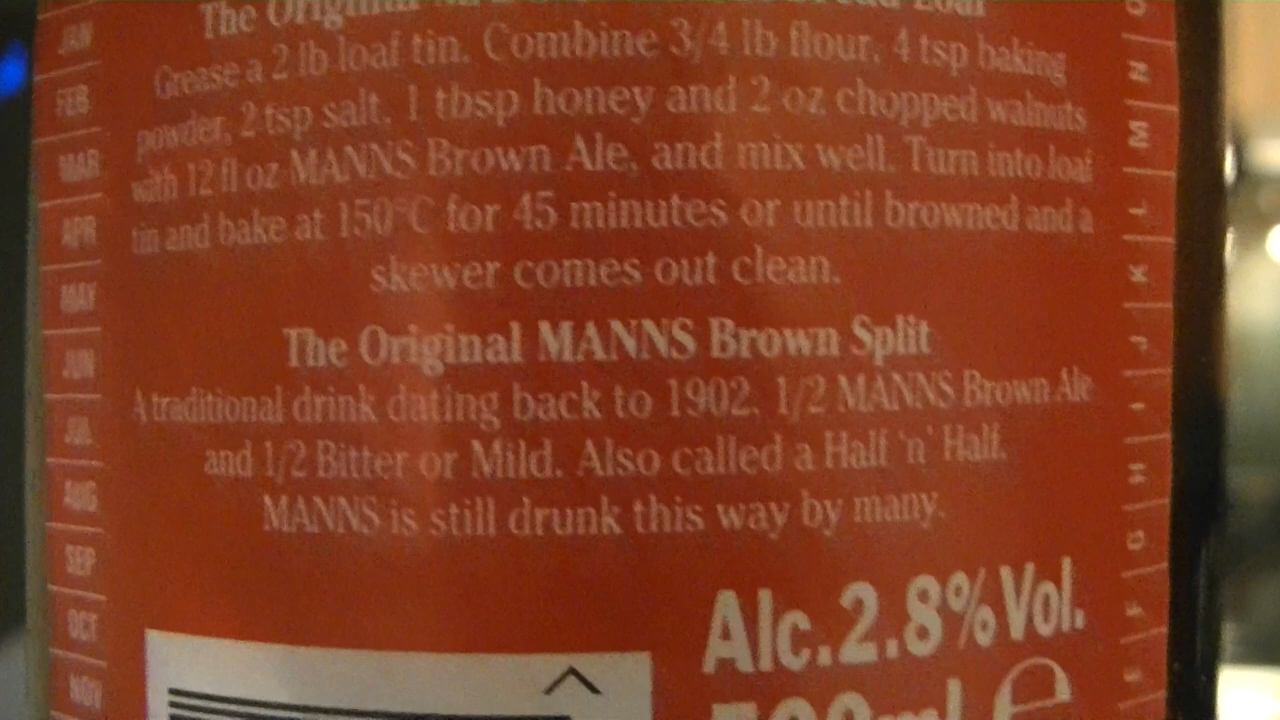 The Original Loaf
Grease a 2 lb loaf tin. Combine 3/4 lb flour, 4 tsp baking
powder, 2 tsp salt, 1 tbsp honey and 2 oz chopped walnuts
with 12 fl oz MANNS Brown Ale, and mix well. Turn into loaf
tin and bake at 150°C for 45 minutes or until browned and a
skewer comes out clean.
The Original MANNS Brown Split
A traditional drink dating back to 1902. 1/2 MANNS Brown Ale
and 1/2 Bitter or Mild. Also called a Half 'n' Half.
MANNS is still drunk this way by many.
Alc.2.8%Vol.
500ml e
JAN
FEB
MAR
APR
MAY
JUN
JUL
AUG
SEP
OCT
NOV
O
N
M
L
K
J
I
H
G
F
E